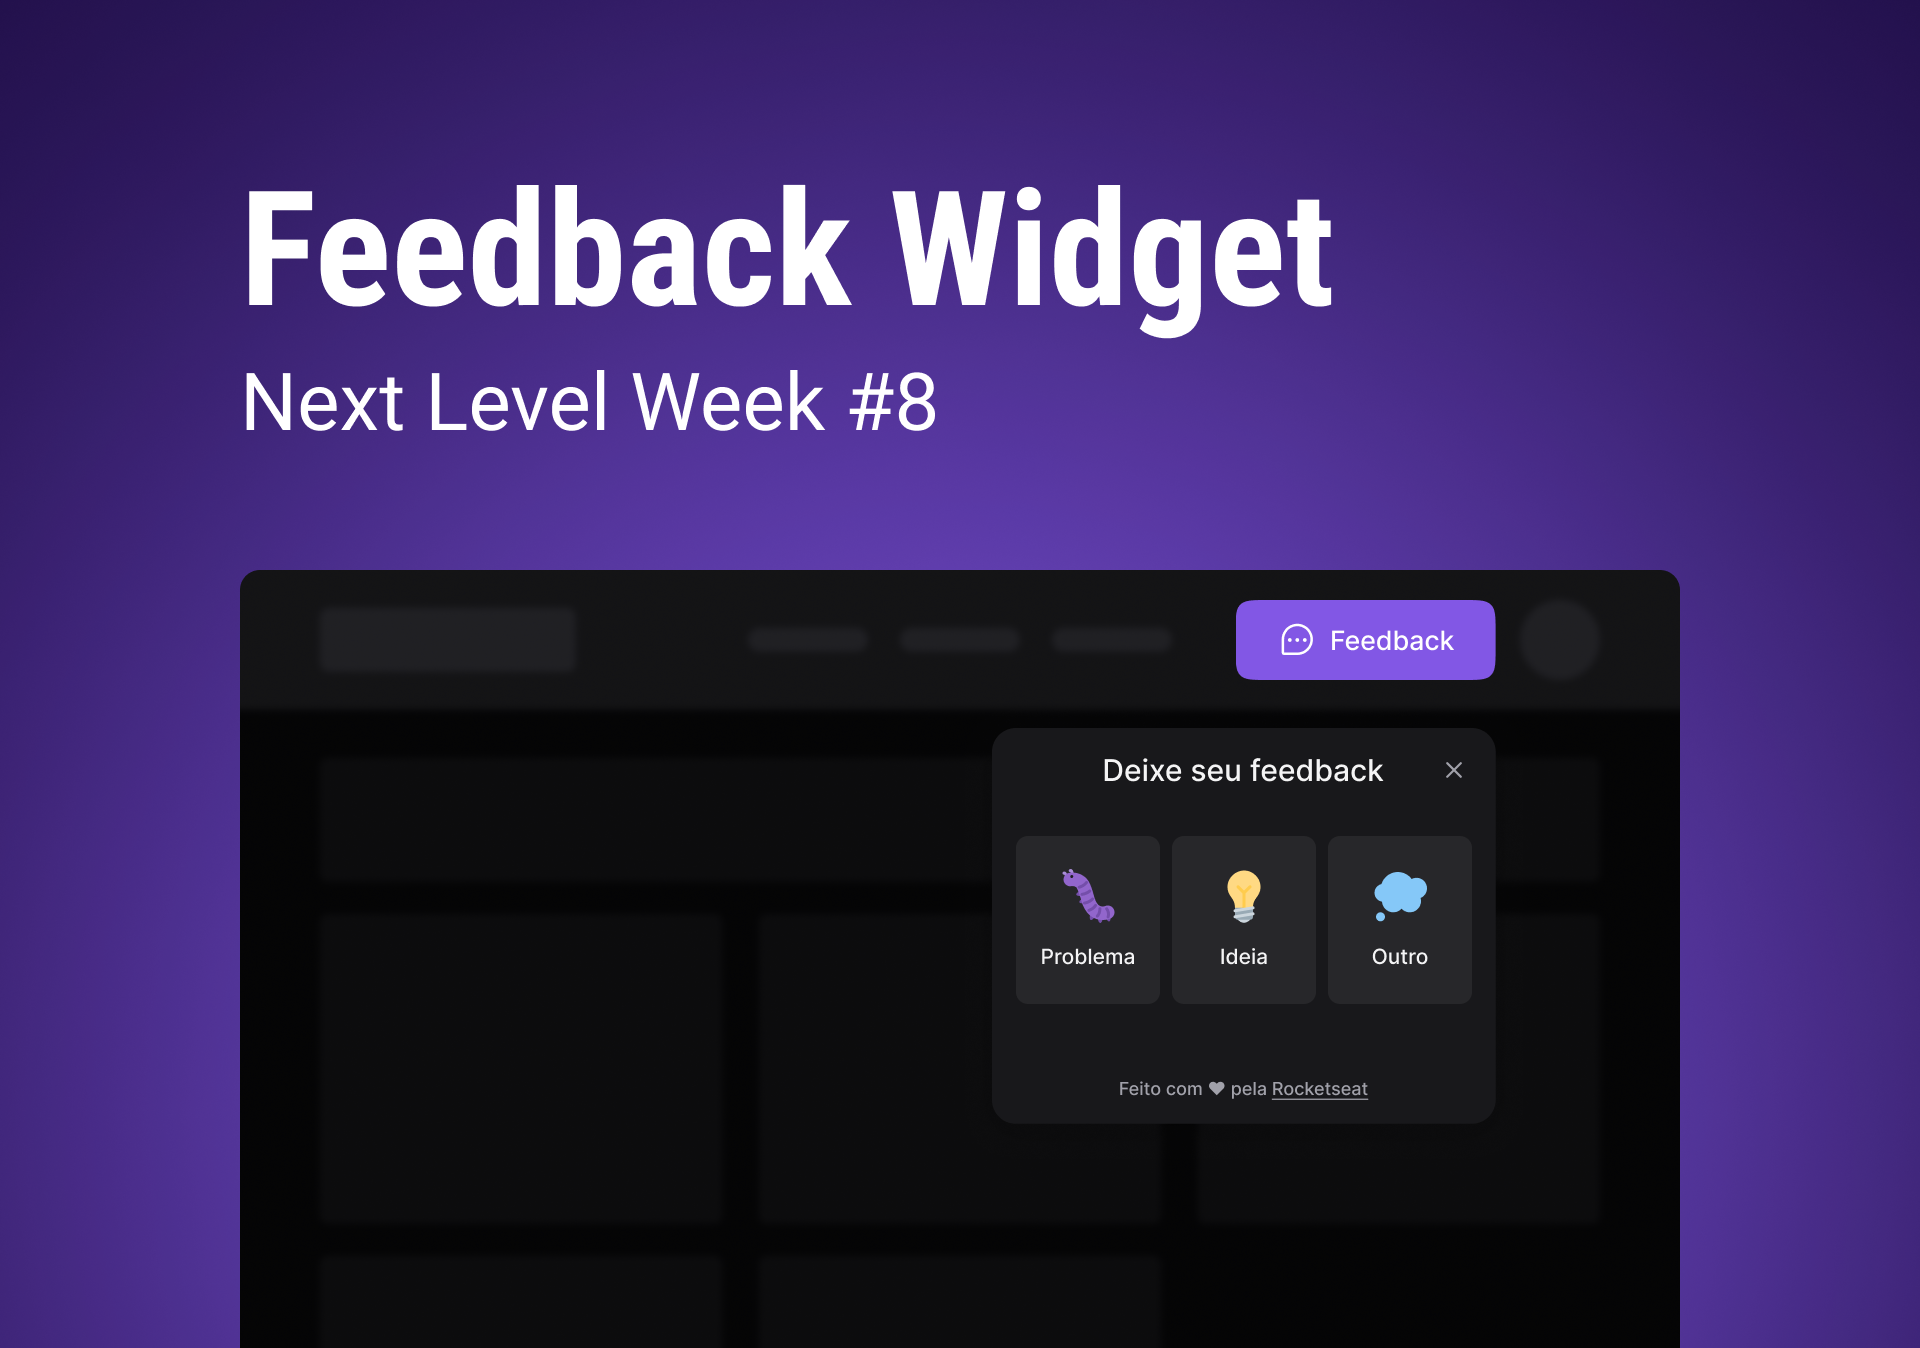 Feedback Widget
Next Level Week #8
Feedback
Deixe seu feedback
Problema
Ideia
Outro
Feito com ♥ pela Rocketseat